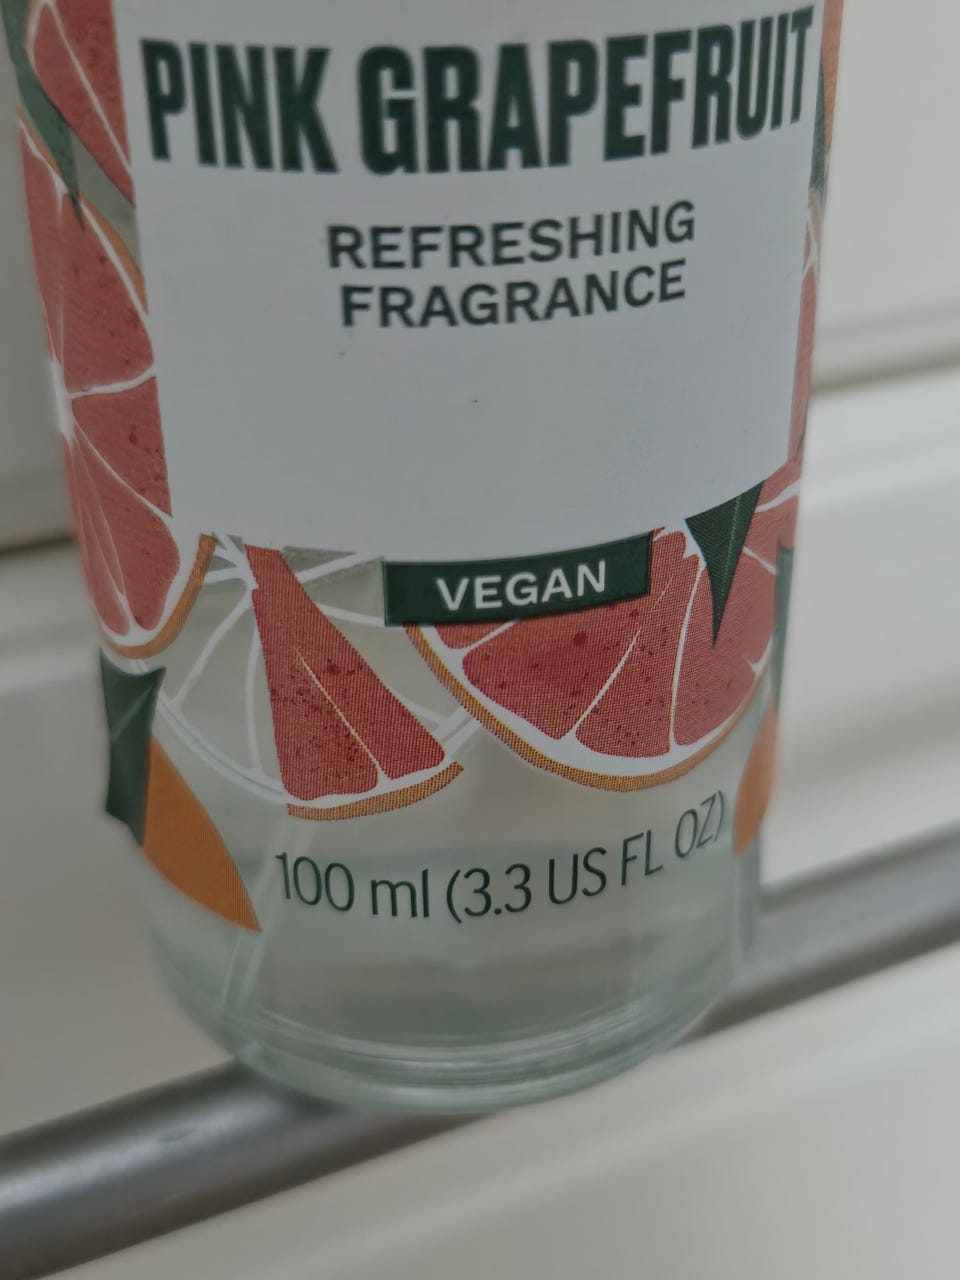 PINK GRAPEFRUIT
REFRESHING
FRAGRANCE
VEGAN
100 ml (3.3 US FL OZ)